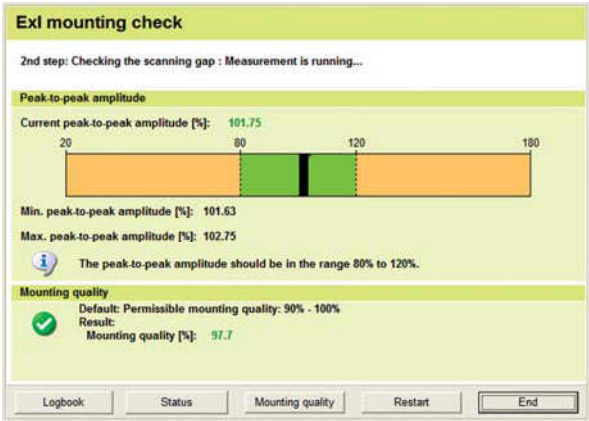 ExI mounting check
2nd step: Checking the scanning gap : Measurement is running...
Peak-to-peak amplitude
Current peak-to-peak amplitude [%]: 101.75
20 80 120 180
Min. peak-to-peak amplitude [%]: 101.63
Max. peak-to-peak amplitude [%]: 102.75
The peak-to-peak amplitude should be in the range 80% to 120%.
Mounting quality
Default: Permissible mounting quality: 90% - 100%
Result:
Mounting quality [%]: 97.7
Logbook Status Mounting quality Restart End